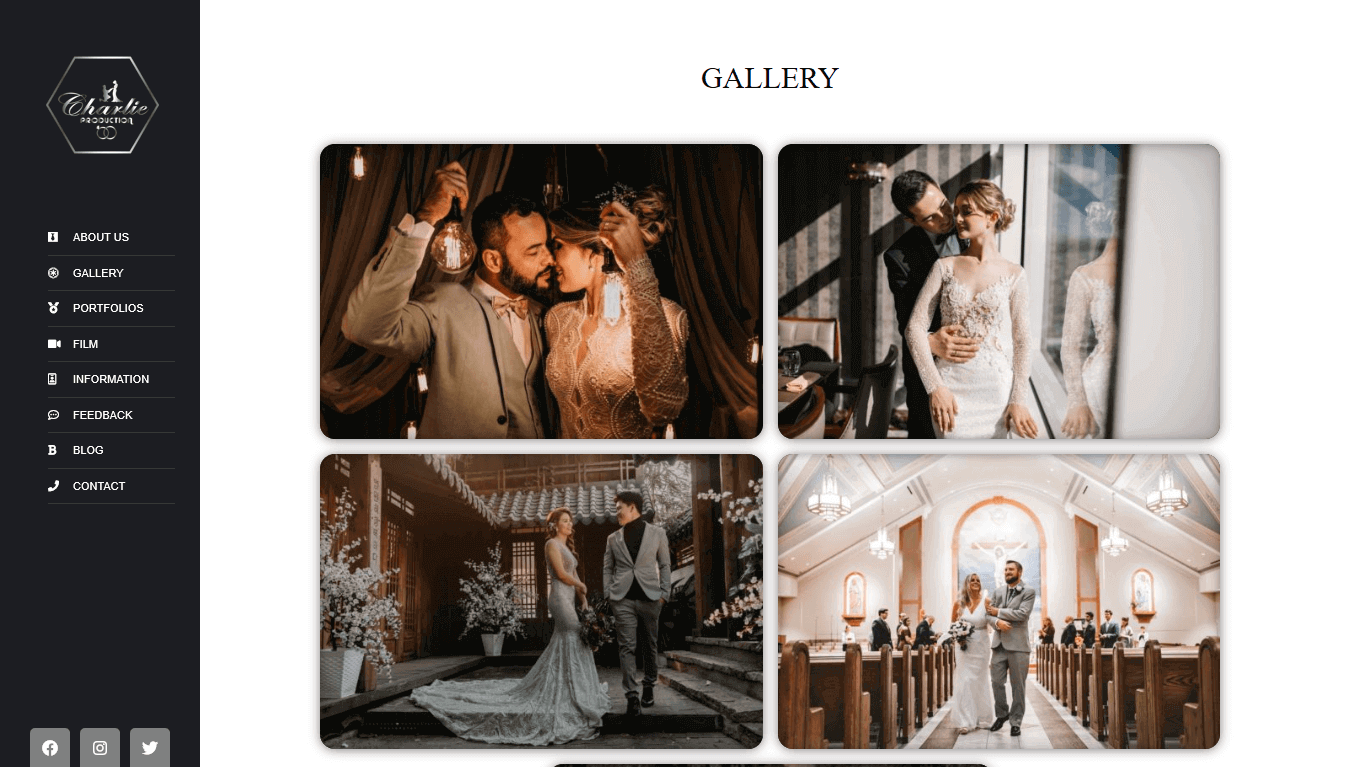 Charlie
PRODUCTION
ABOUT US
GALLERY
PORTFOLIOS
FILM
INFORMATION
FEEDBACK
BLOG
CONTACT
GALLERY